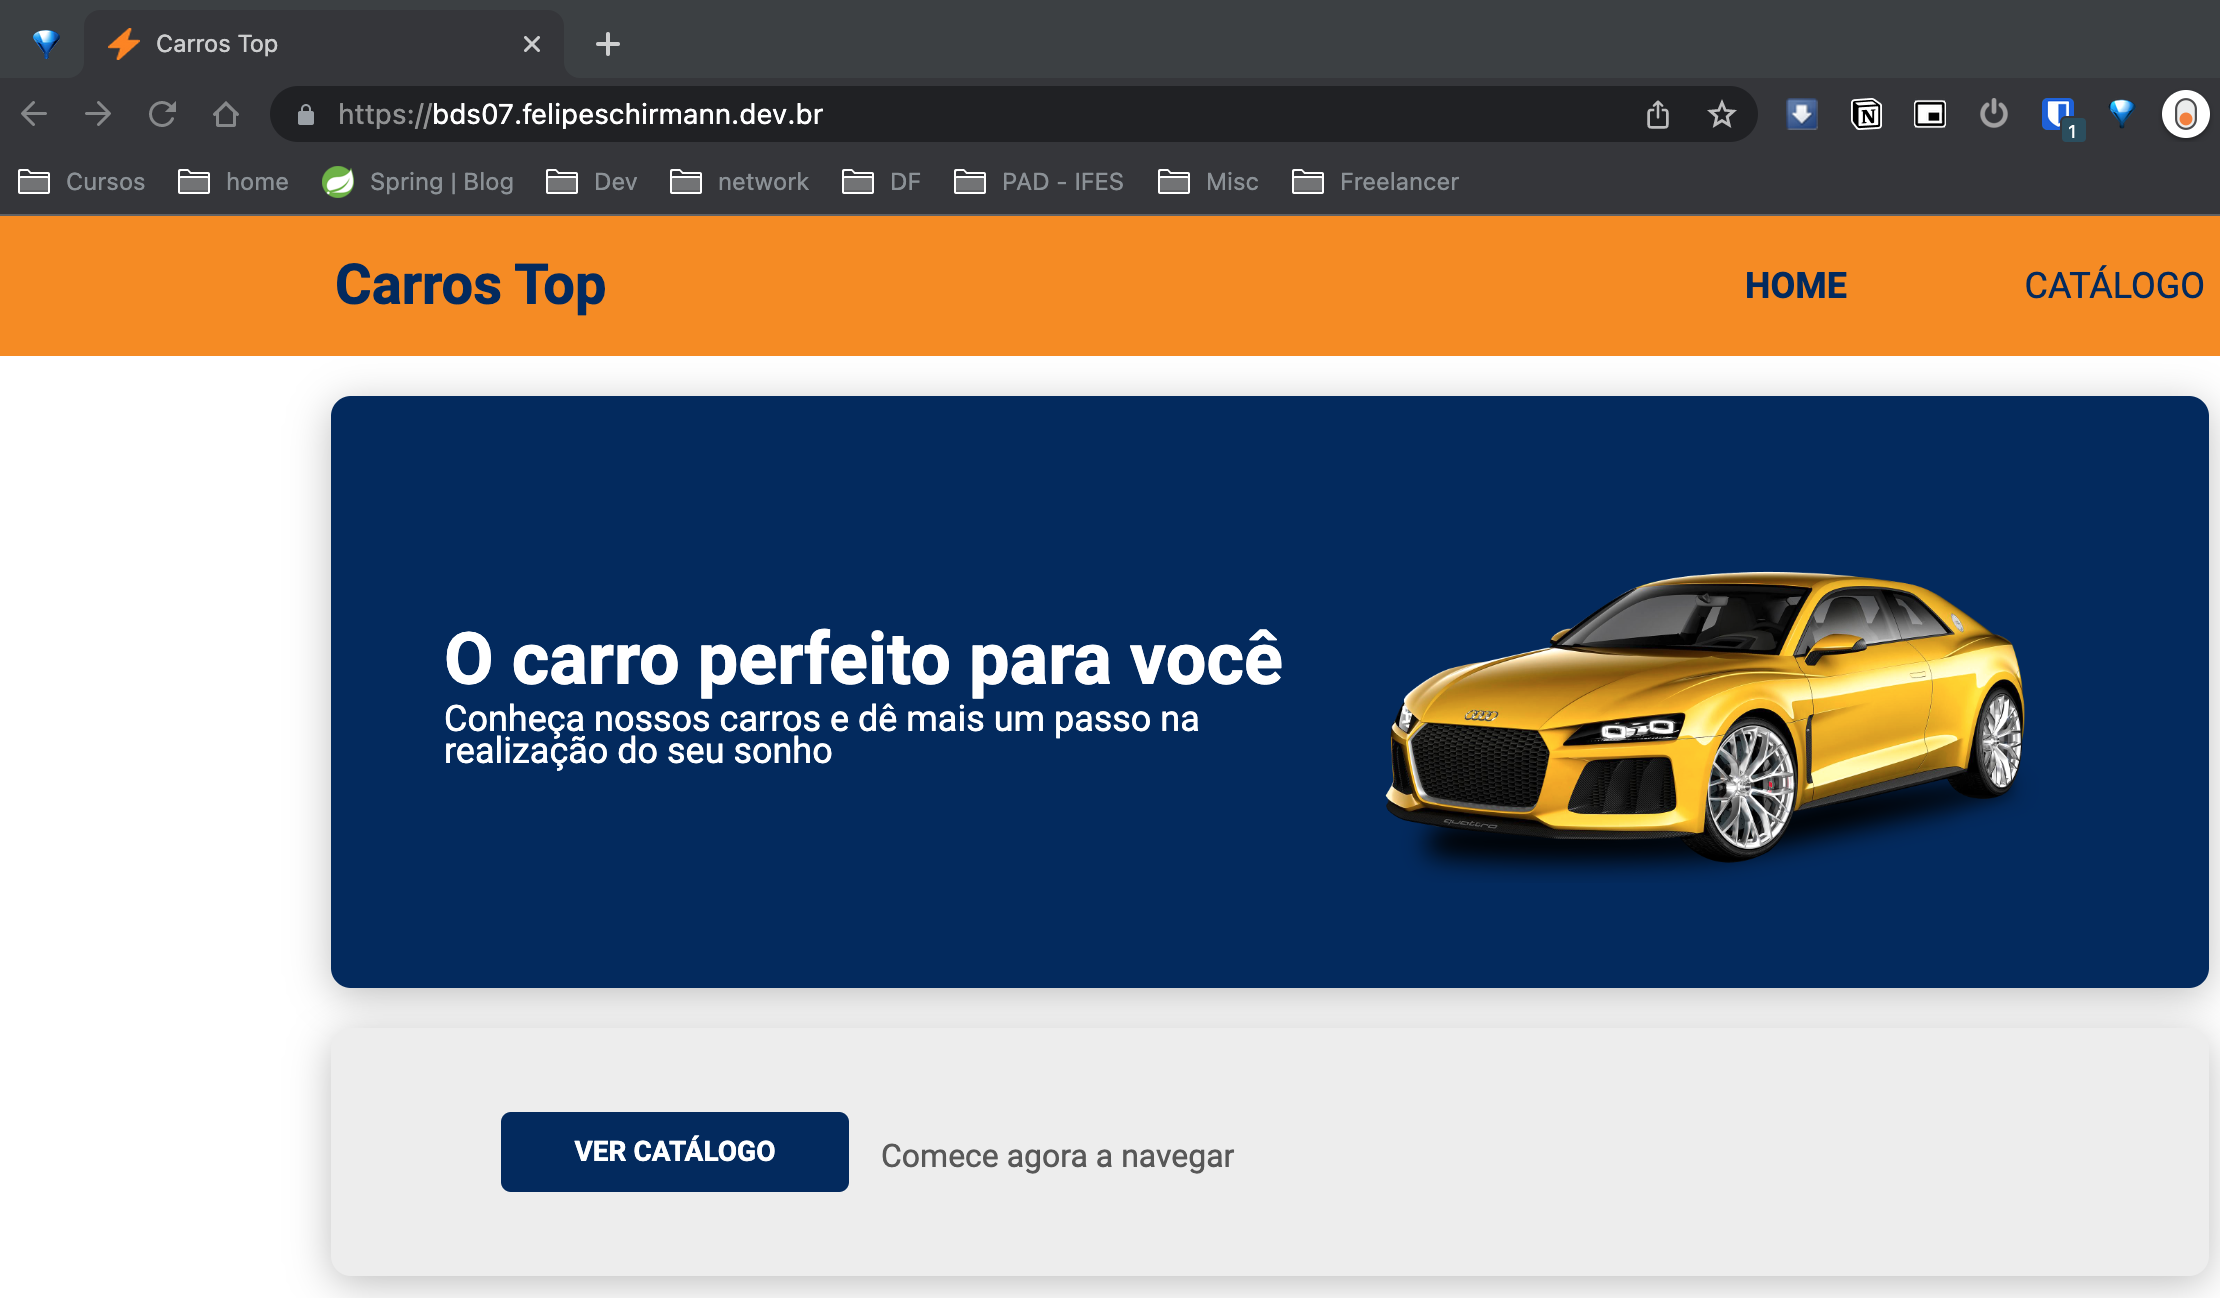 Carros Top
https://bds07.felipeschirmann.dev.br
N
1
Cursos
home
Spring | Blog
Dev
network
DF
PAD - IFES
Misc
Freelancer
Carros Top
HOME
CATÁLOGO
O carro perfeito para você
Conheça nossos carros e dê mais um passo na
realização do seu sonho
quattro
VER CATÁLOGO
Comece agora a navegar